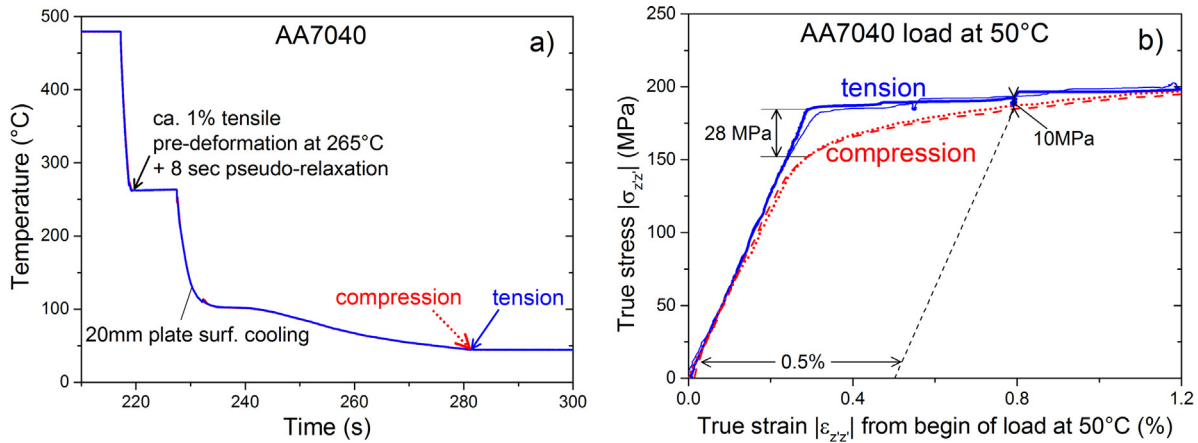 AA7040
a)
500
400
300
200
100
0
Temperature (°C)
ca. 1% tensile
pre-deformation at 265°C
+ 8 sec pseudo-relaxation
compression
tension
20mm plate surf. cooling
220
240
260
280
300
Time (s)
AA7040 load at 50°C
b)
250
200
150
100
50
0
True stress |σz'z'| (MPa)
tension
28 MPa
compression
10MPa
0.5%
0.0
0.4
0.8
1.2
True strain |εz'z'| from begin of load at 50°C (%)